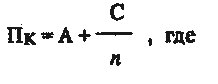 Пк = А + С/n , где